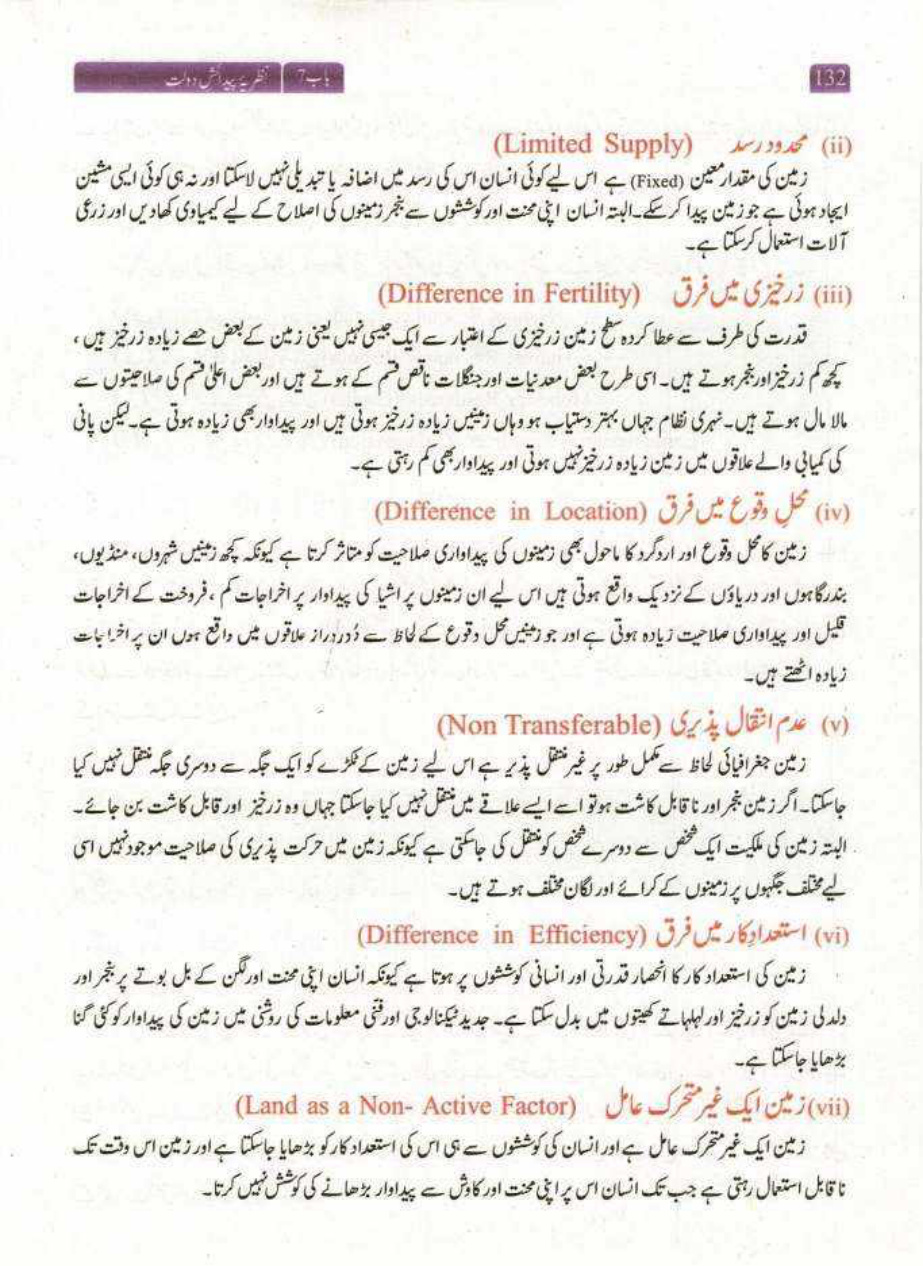 132
باب 7 نظریہ پیدائش دولت
(ii) محدود رسد (Limited Supply)
زمین کی مقدار معین (Fixed) ہے اس لیے کوئی انسان اس کی رسد میں اضافہ یا تبدیلی نہیں لاسکتا اور نہ ہی کوئی ایسی مشین
ایجاد ہوئی ہے جو زمین پیدا کر سکے۔ البتہ انسان اپنی محنت اور کوششوں سے بنجر زمینوں کی اصلاح کے لیے کیمیاوی کھادیں اور زرعی
آلات استعمال کرسکتا ہے۔
(iii) زرخیزی میں فرق (Difference in Fertility)
قدرت کی طرف سے عطا کردہ سطح زمین زرخیزی کے اعتبار سے ایک جیسی نہیں یعنی زمین کے بعض حصے زیادہ زرخیز ہیں ،
کچھ کم زرخیز اور بنجر ہوتے ہیں۔ اسی طرح بعض معدنیات اور جنگلات ناقص قسم کے ہوتے ہیں اور بعض اعلیٰ قسم کی صلاحیتوں سے
مالا مال ہوتے ہیں۔ نہری نظام جہاں بہتر دستیاب ہو وہاں زمینیں زیادہ زرخیز ہوتی ہیں اور پیداوار بھی زیادہ ہوتی ہے۔ لیکن پانی
کی کمیابی والے علاقوں میں زمین زیادہ زرخیز نہیں ہوتی اور پیداوار بھی کم رہتی ہے۔
(iv) محلِ وقوع میں فرق (Difference in Location)
زمین کا محل وقوع اور اردگرد کا ماحول بھی زمینوں کی پیداواری صلاحیت کو متاثر کرتا ہے کیونکہ کچھ زمینیں شہروں، منڈیوں،
بندرگاہوں اور دریاؤں کے نزدیک واقع ہوتی ہیں اس لیے ان زمینوں پر اشیا کی پیداوار پر اخراجات کم ، فروخت کے اخراجات
قلیل اور پیداواری صلاحیت زیادہ ہوتی ہے اور جو زمینیں محل وقوع کے لحاظ سے دُوردراز علاقوں میں واقع ہوں ان پر اخراجات
زیادہ اٹھتے ہیں۔
(v) عدم انتقال پذیری (Non Transferable)
زمین جغرافیائی لحاظ سے مکمل طور پر غیر منتقل پذیر ہے اس لیے زمین کے ٹکڑے کو ایک جگہ سے دوسری جگہ منتقل نہیں کیا
جاسکتا۔ اگر زمین بنجر اور ناقابل کاشت ہو تو اسے ایسے علاقے میں منتقل نہیں کیا جاسکتا جہاں وہ زرخیز اور قابل کاشت بن جائے۔
البتہ زمین کی ملکیت ایک شخص سے دوسرے شخص کو منتقل کی جاسکتی ہے کیونکہ زمین میں حرکت پذیری کی صلاحیت موجود نہیں اسی
لیے مختلف جگہوں پر زمینوں کے کرائے اور لگان مختلف ہوتے ہیں۔
(vi) استعدادِ کار میں فرق (Difference in Efficiency)
زمین کی استعداد کار کا انحصار قدرتی اور انسانی کوششوں پر ہوتا ہے کیونکہ انسان اپنی محنت اور لگن کے بل بوتے پر بنجر اور
دلدلی زمین کو زرخیز اور لہلہاتے کھیتوں میں بدل سکتا ہے۔ جدید ٹیکنالوجی اور فنی معلومات کی روشنی میں زمین کی پیداوار کو کئی گنا
بڑھایا جاسکتا ہے۔
(vii) زمین ایک غیر متحرک عامل (Land as a Non- Active Factor)
زمین ایک غیر متحرک عامل ہے اور انسان کی کوششوں سے ہی اس کی استعداد کار کو بڑھایا جاسکتا ہے اور زمین اس وقت تک
ناقابل استعمال رہتی ہے جب تک انسان اس پر اپنی محنت اور کاوش سے پیداوار بڑھانے کی کوشش نہیں کرتا۔